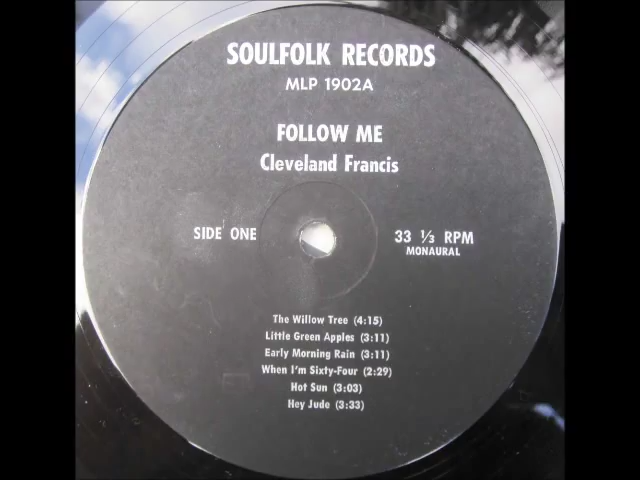 SOULFOLK RECORDS
MLP 1902A
FOLLOW ME
Cleveland Francis
SIDE ONE
33 ⅓ RPM
MONAURAL
The Willow Tree (4:15)
Little Green Apples (3:11)
Early Morning Rain (3:11)
When I'm Sixty-Four (2:29)
Hot Sun (3:03)
Hey Jude (3:33)